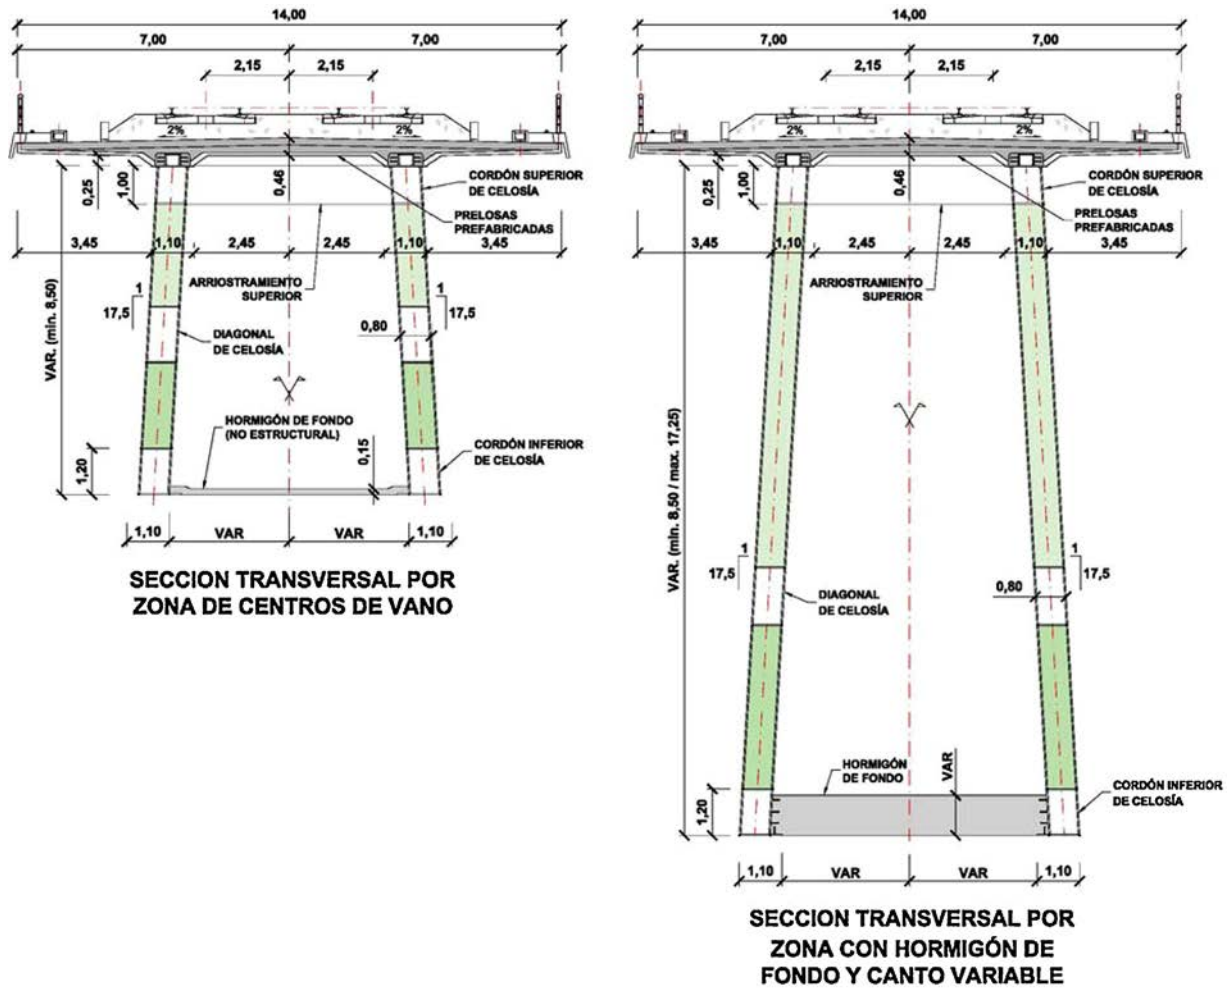 14,00
7,00
7,00
2,15
2,15
2%
2%
0,25
1,00
0,46
CORDÓN SUPERIOR
DE CELOSÍA
PRELOSAS
PREFABRICADAS
3,45
1,10
2,45
2,45
1,10
3,45
ARRIOSTRAMIENTO
SUPERIOR
1
17,5
1
17,5
0,80
DIAGONAL
DE CELOSÍA
VAR. (min. 8,50)
HORMIGÓN DE FONDO
(NO ESTRUCTURAL)
0,15
CORDÓN INFERIOR
DE CELOSÍA
1,20
1,10
VAR
VAR
1,10
SECCION TRANSVERSAL POR
ZONA DE CENTROS DE VANO
14,00
7,00
7,00
2,15
2,15
2%
2%
0,25
1,00
0,46
CORDÓN SUPERIOR
DE CELOSÍA
PRELOSAS
PREFABRICADAS
3,45
1,10
2,45
2,45
1,10
3,45
ARRIOSTRAMIENTO
SUPERIOR
VAR. (min. 8,50 / max. 17,25)
1
17,5
1
17,5
0,80
DIAGONAL
DE CELOSÍA
HORMIGÓN
DE FONDO
VAR
CORDÓN INFERIOR
DE CELOSÍA
1,20
1,10
VAR
VAR
1,10
SECCION TRANSVERSAL POR
ZONA CON HORMIGÓN DE
FONDO Y CANTO VARIABLE